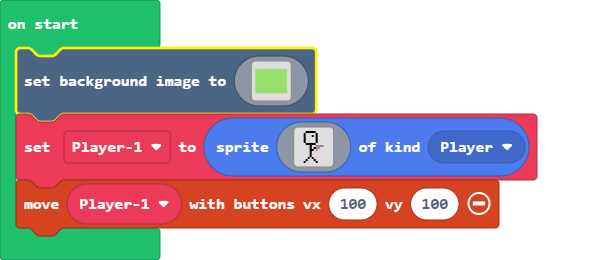 on start
set background image to
set Player-1 to sprite of kind Player
move Player-1 with buttons vx 100 vy 100